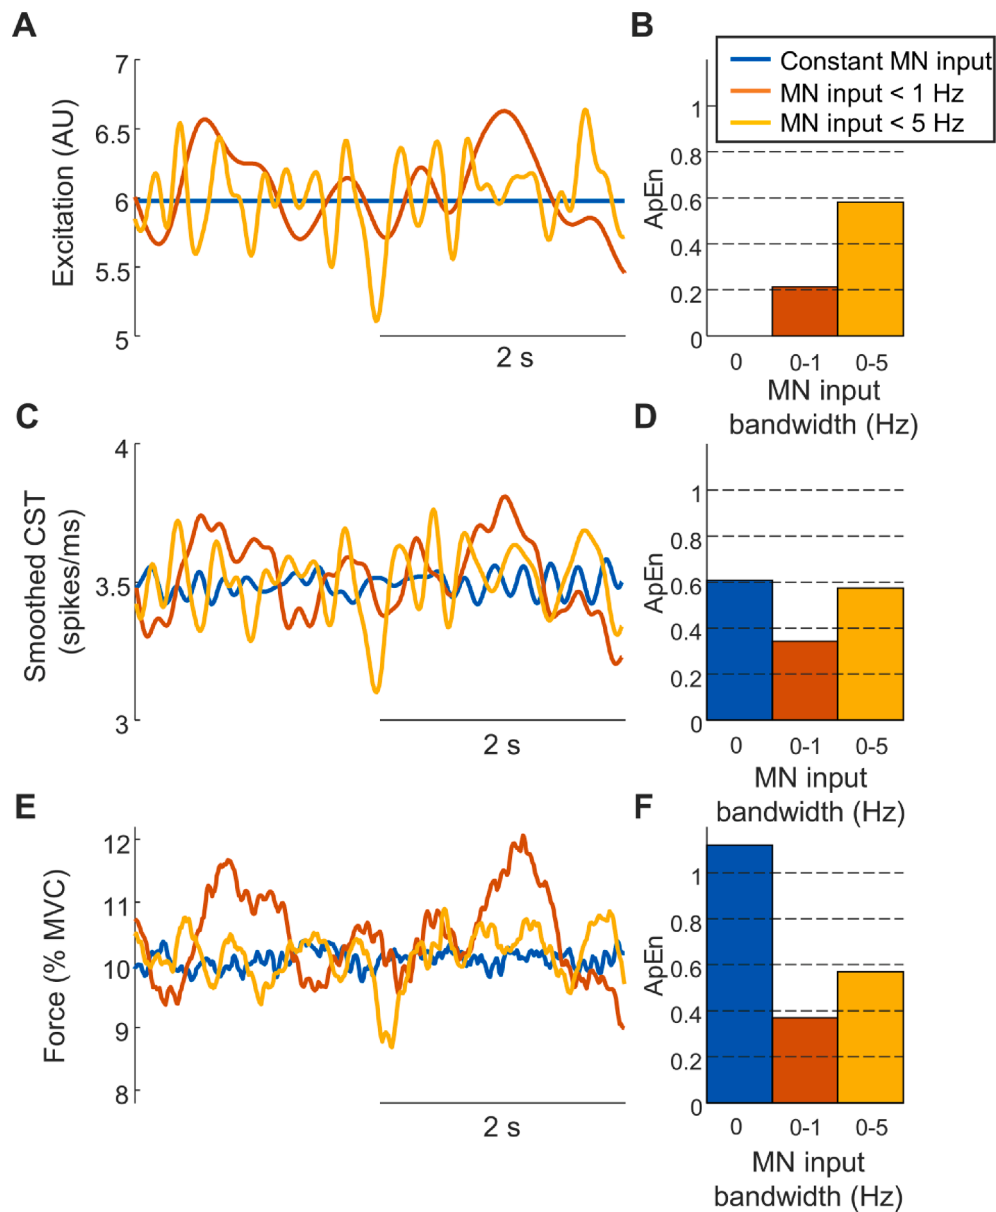 A
7
6.5
6
5.5
5
Excitation (AU)
2 s
B
Constant MN input
MN input < 1 Hz
MN input < 5 Hz
1
0.8
0.6
0.4
0.2
0
ApEn
0 0-1 0-5
MN input
bandwidth (Hz)
C
4
3.5
3
Smoothed CST
(spikes/ms)
2 s
D
1
0.8
0.6
0.4
0.2
0
ApEn
0 0-1 0-5
MN input
bandwidth (Hz)
E
12
11
10
9
8
Force (% MVC)
2 s
F
1
0.8
0.6
0.4
0.2
0
ApEn
0 0-1 0-5
MN input
bandwidth (Hz)